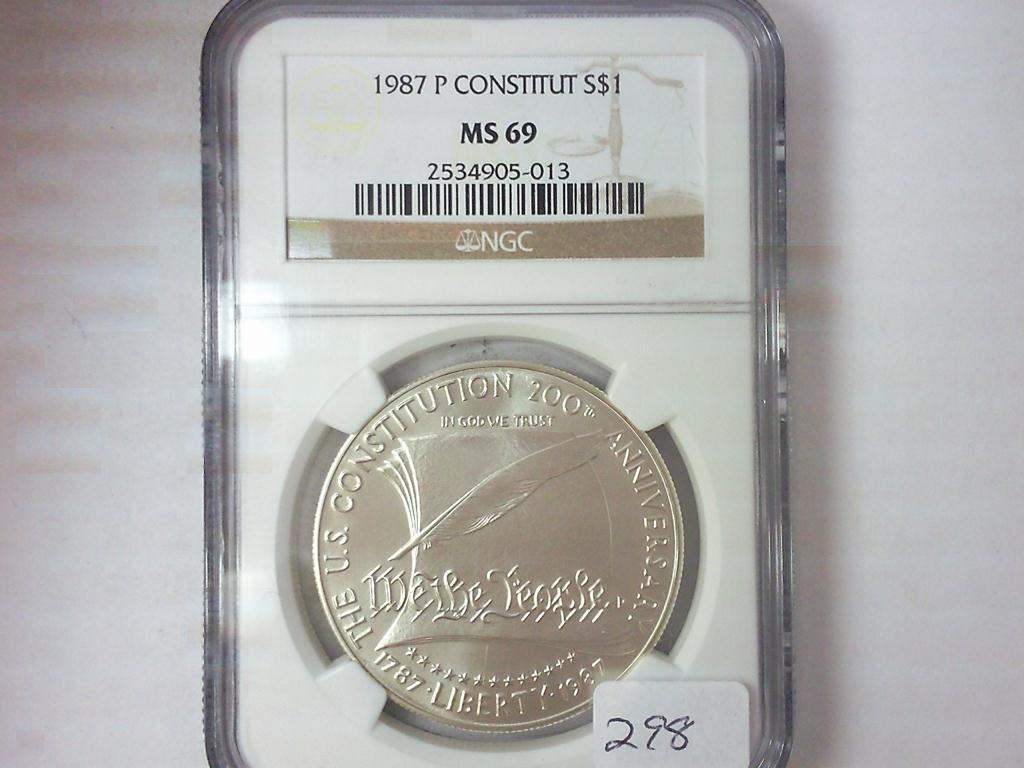 1987 P CONSTITUT S$1
MS 69
2534905-013
NGC
THE U.S. CONSTITUTION 200TH ANNIVERSARY
IN GOD WE TRUST
We the People
P
1787 · LIBERTY · 1987
298